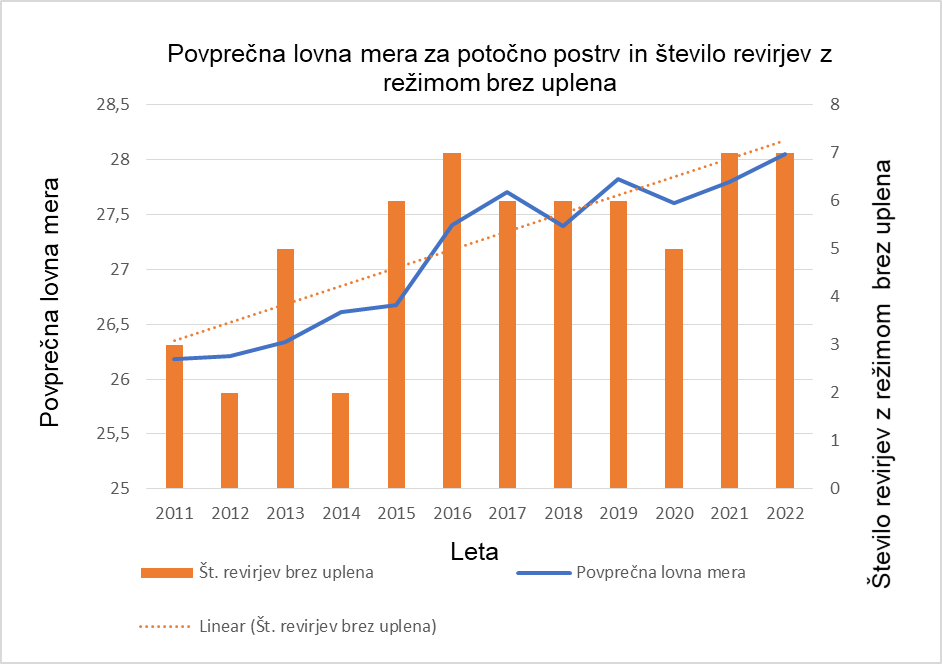 Povprečna lovna mera za potočno postrv in število revirjev z
režimom brez uplena
Povprečna lovna mera
28,5
28
27,5
27
26,5
26
25,5
25
8
7
6
5
4
3
2
1
0
Število revirjev z režimom brez uplena
2011 2012 2013 2014 2015 2016 2017 2018 2019 2020 2021 2022
Leta
Št. revirjev brez uplena
Povprečna lovna mera
Linear (Št. revirjev brez uplena)